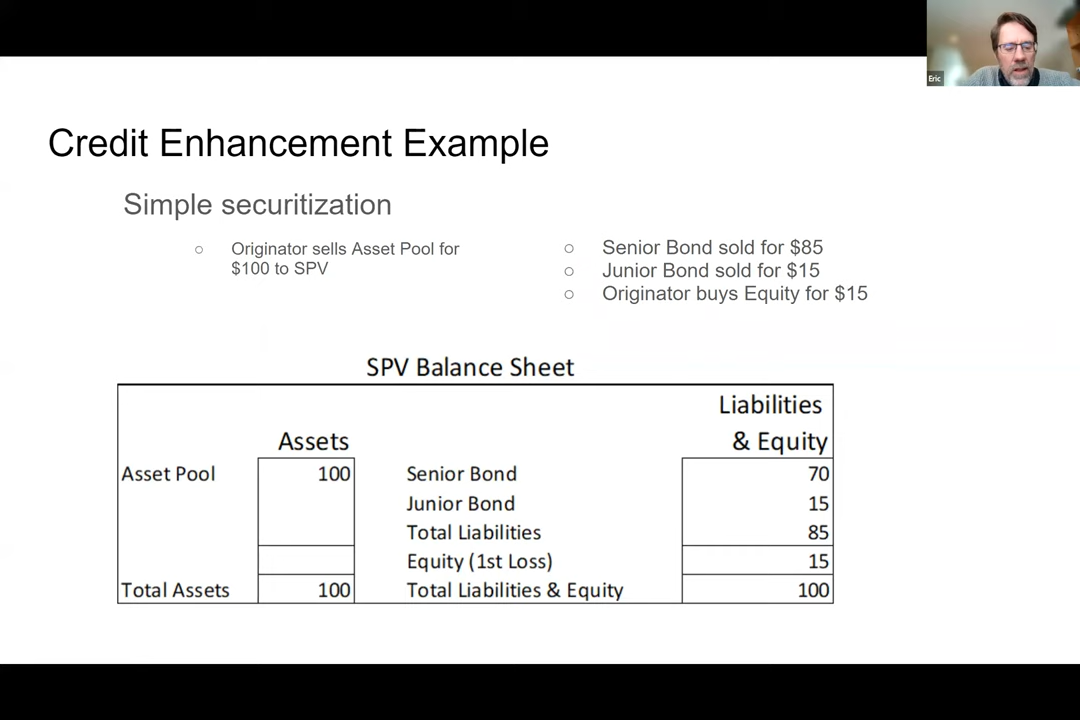 Eric
Credit Enhancement Example
Simple securitization
○ Originator sells Asset Pool for
$100 to SPV
○ Senior Bond sold for $85
○ Junior Bond sold for $15
○ Originator buys Equity for $15
SPV Balance Sheet
Liabilities
Assets & Equity
Asset Pool 100 Senior Bond 70
Junior Bond 15
Total Liabilities 85
Equity (1st Loss) 15
Total Assets 100 Total Liabilities & Equity 100